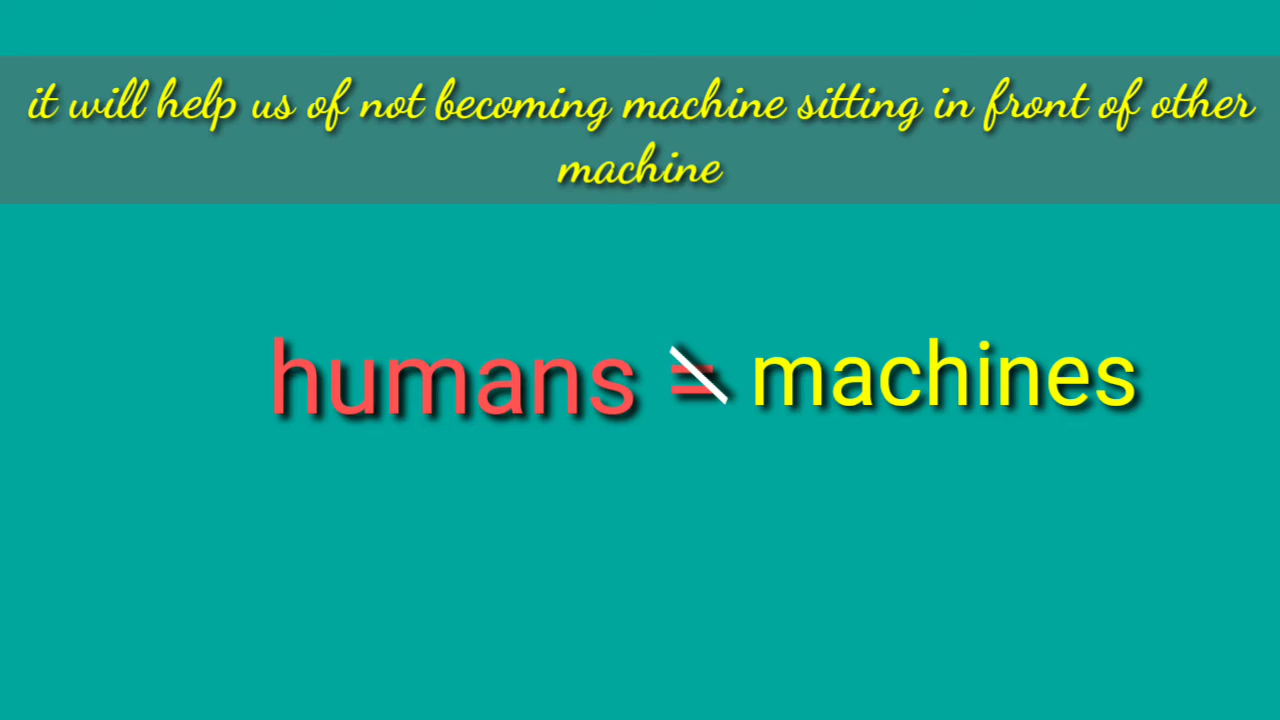 it will help us of not becoming machine sitting in front of other
machine
humans ≠ machines